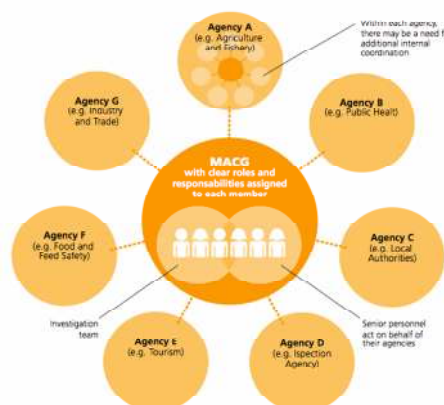 Agency A
(e.g. Agriculture
and Fishery)
Within each agency,
there may be a need f
additional internal
coordination
Agency G
(e.g. Industry
and Trade)
Agency B
(e.g. Public Healt)
MACG
with clear roles and
responsabilities assigned
to each member
Agency F
(e.g. Food and
Feed Safety)
Agency C
(e.g. Local
Authorities)
Investigation
team
Senior personnel
act on behalf of
their agencies
Agency E
(e.g. Tourism)
Agency D
(e.g. Ispection
Agency)